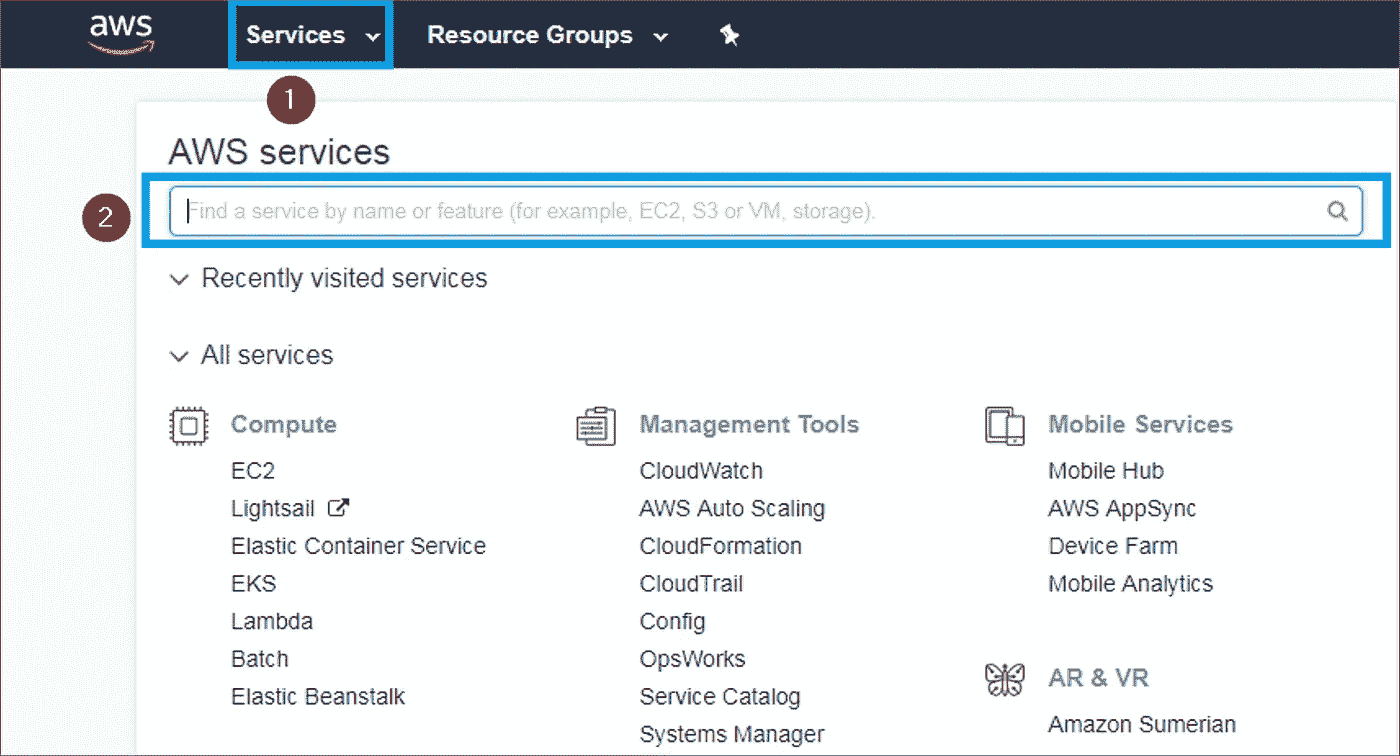 aws
Services
Resource Groups
1
AWS services
2
Find a service by name or feature (for example, EC2, S3 or VM, storage).
Recently visited services
All services
Compute
EC2
Lightsail
Elastic Container Service
EKS
Lambda
Batch
Elastic Beanstalk
Management Tools
CloudWatch
AWS Auto Scaling
CloudFormation
CloudTrail
Config
OpsWorks
Service Catalog
Systems Manager
Mobile Services
Mobile Hub
AWS AppSync
Device Farm
Mobile Analytics
AR & VR
Amazon Sumerian